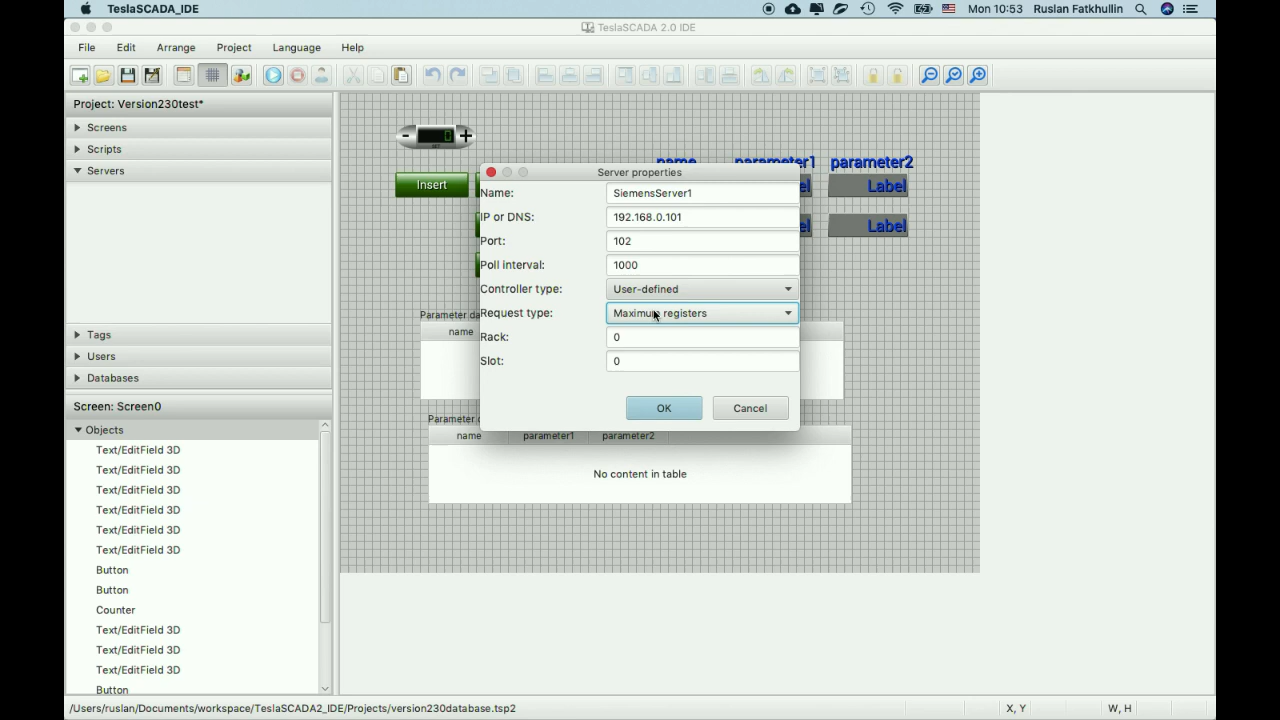 TeslaSCADA_IDE
Mon 10:53
Ruslan Fatkhullin
TeslaSCADA 2.0 IDE
File
Edit
Arrange
Project
Language
Help
Project: Version230test*
Screens
Scripts
Servers
Tags
Users
Databases
Screen: Screen0
Objects
Text/EditField 3D
Text/EditField 3D
Text/EditField 3D
Text/EditField 3D
Text/EditField 3D
Text/EditField 3D
Button
Button
Counter
Text/EditField 3D
Text/EditField 3D
Text/EditField 3D
Button
- 0 +
Insert
name parameter1 parameter2
Label
Label
Server properties
Name: SiemensServer1
IP or DNS: 192.168.0.101
Port: 102
Poll interval: 1000
Controller type: User-defined
Request type: Maximum registers
Rack: 0
Slot: 0
OK
Cancel
Parameter da
name
Parameter
name parameter1 parameter2
No content in table
/Users/ruslan/Documents/workspace/TeslaSCADA2_IDE/Projects/version230database.tsp2
X, Y
W, H